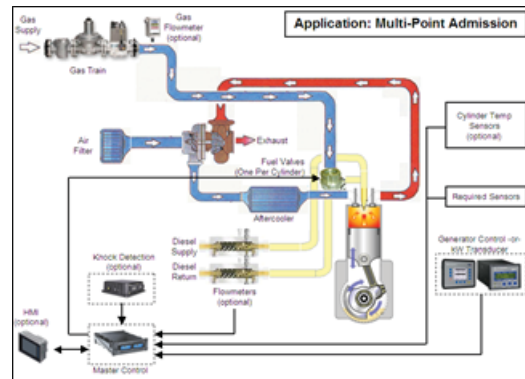 Gas
Supply
Gas
Flowmeter
(optional)
Application: Multi-Point Admission
Gas Train
Air
Filter
Exhaust
Fuel Valves
(One Per Cylinder)
Aftercooler
Cylinder Temp
Sensors
(optional)
Required Sensors
Diesel
Supply
Diesel
Return
Flowmeters
(optional)
Generator Control -or-
kW Transducer
Knock Detection
(optional)
HMI
(optional)
Master Control